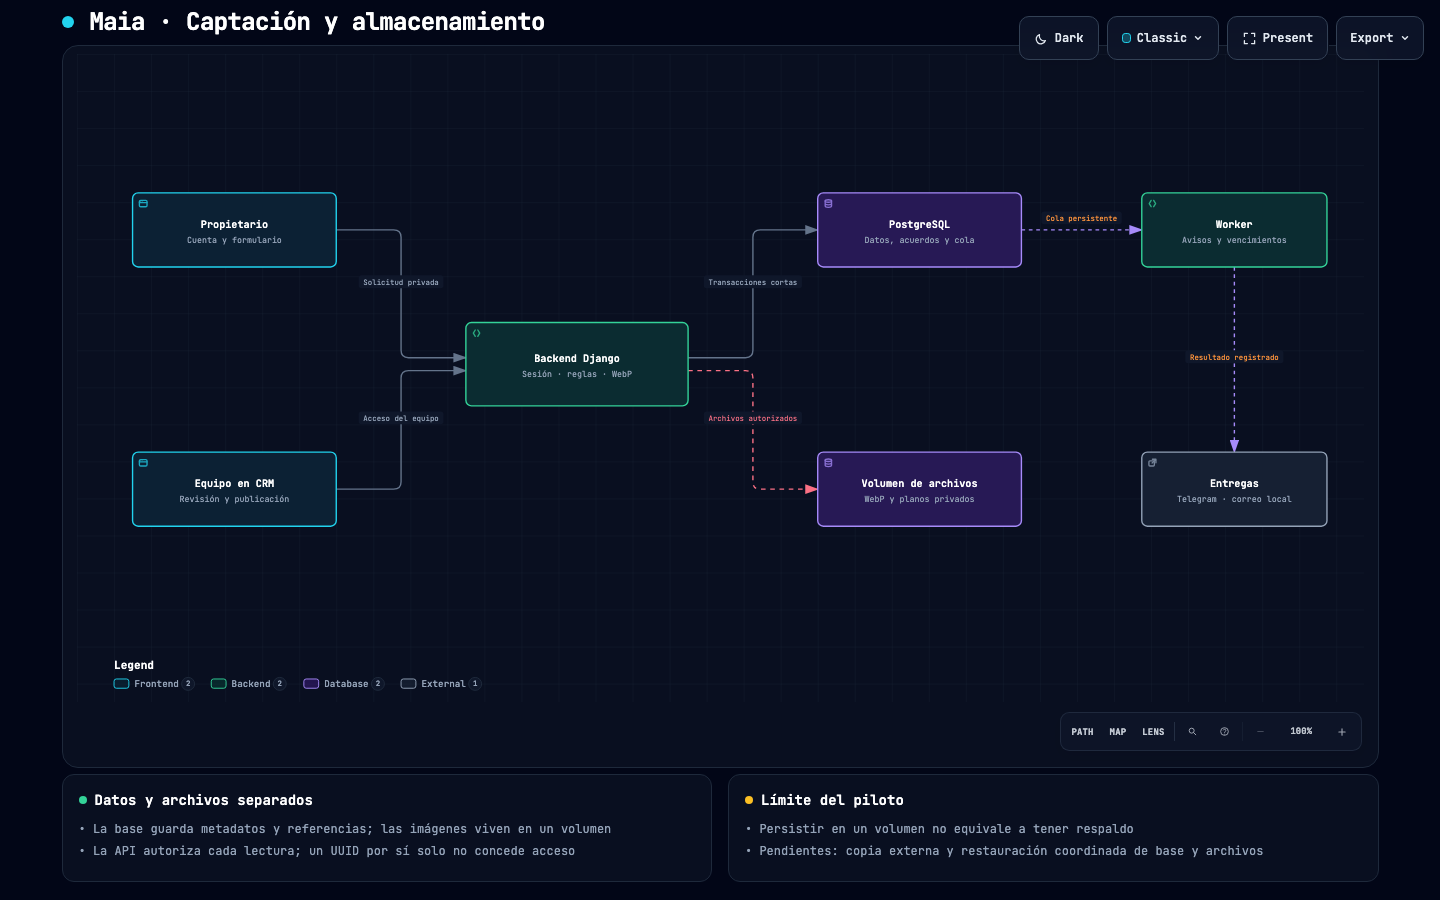 Maia · Captación y almacenamiento
Dark
Classic
Present
Export
Propietario
Cuenta y formulario
PostgreSQL
Datos, acuerdos y cola
Cola persistente
Worker
Avisos y vencimientos
Solicitud privada
Transacciones cortas
Backend Django
Sesión · reglas · WebP
Resultado registrado
Acceso del equipo
Archivos autorizados
Equipo en CRM
Revisión y publicación
Volumen de archivos
WebP y planos privados
Entregas
Telegram · correo local
Legend
Frontend 2
Backend 2
Database 2
External 1
PATH
MAP
LENS
100%
Datos y archivos separados
• La base guarda metadatos y referencias; las imágenes viven en un volumen
• La API autoriza cada lectura; un UUID por sí solo no concede acceso
Límite del piloto
• Persistir en un volumen no equivale a tener respaldo
• Pendientes: copia externa y restauración coordinada de base y archivos